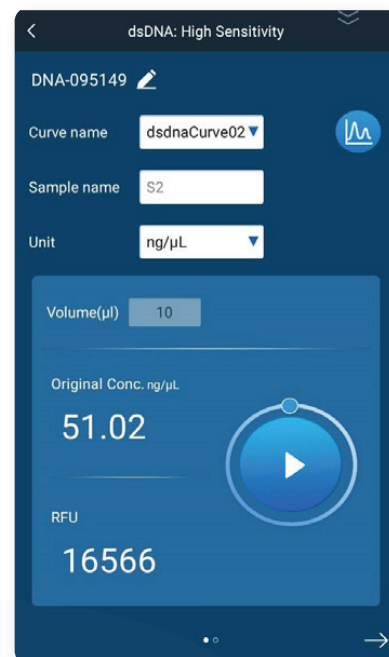 dsDNA: High Sensitivity
DNA-095149
Curve name dsdnaCurve02
Sample name S2
Unit ng/μL
Volume(μl) 10
Original Conc. ng/μL
51.02
RFU
16566